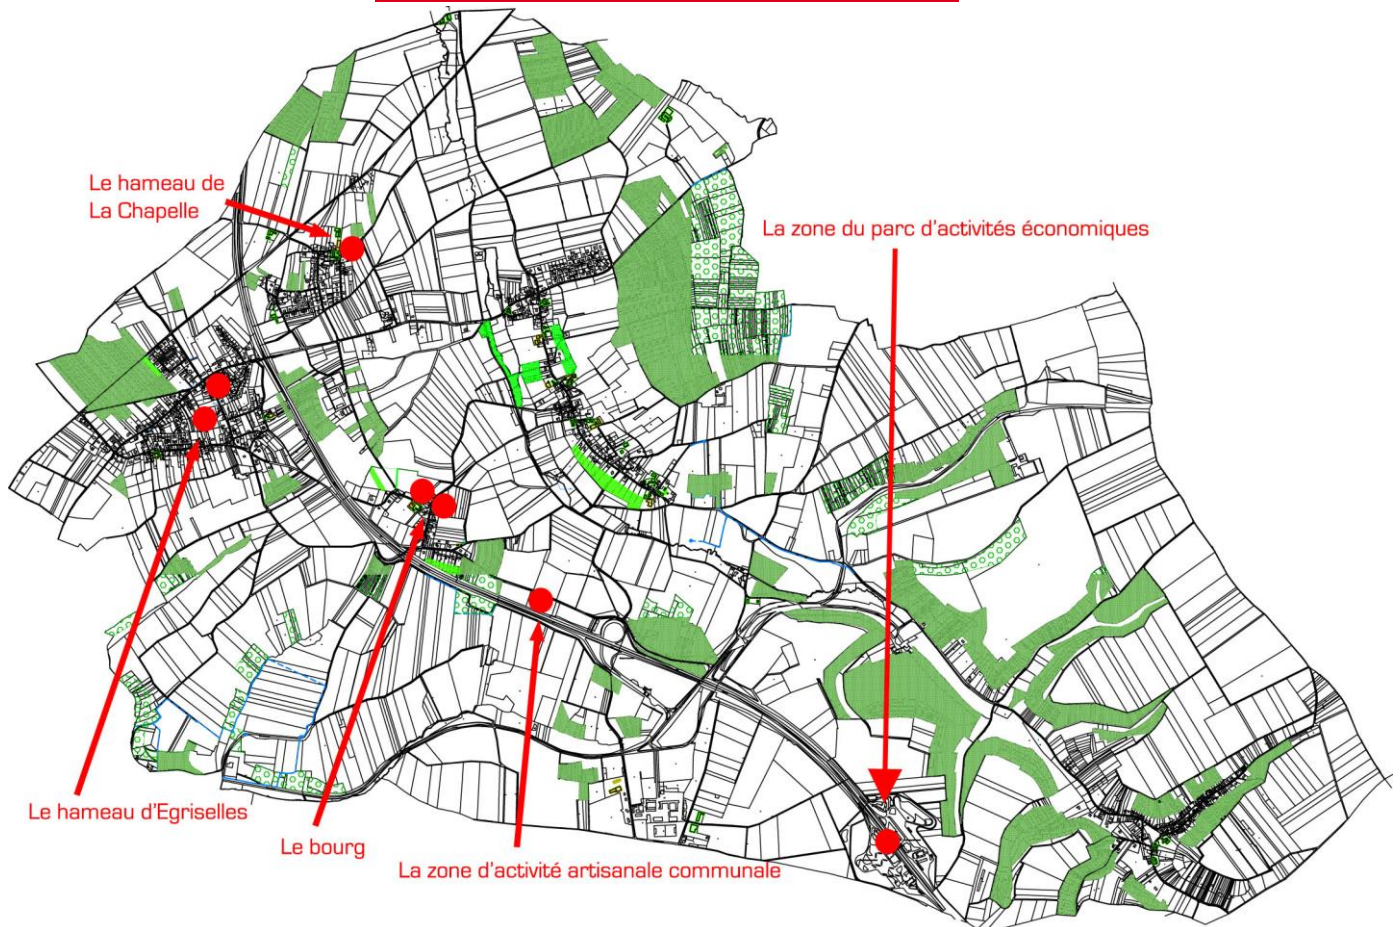 Le hameau de
La Chapelle
La zone du parc d'activités économiques
Le hameau d'Egriselles
Le bourg
La zone d'activité artisanale communale